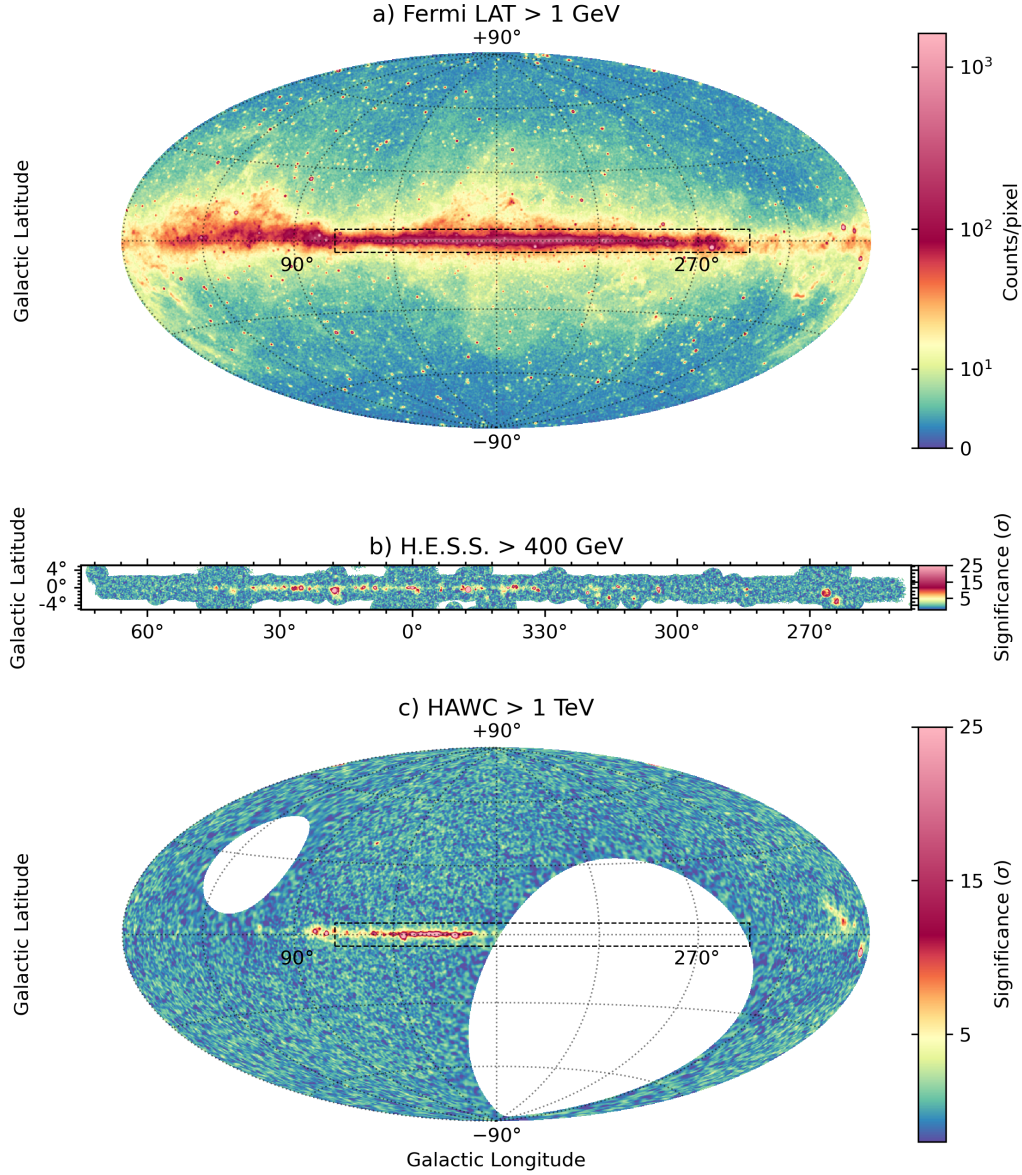 a) Fermi LAT > 1 GeV
+90°
Galactic Latitude
90°
270°
−90°
10³
10²
10¹
0
Counts/pixel
b) H.E.S.S. > 400 GeV
Galactic Latitude
4°
0°
-4°
60°
30°
0°
330°
300°
270°
25
15
5
Significance (σ)
c) HAWC > 1 TeV
+90°
Galactic Latitude
90°
270°
−90°
Galactic Longitude
25
15
5
Significance (σ)